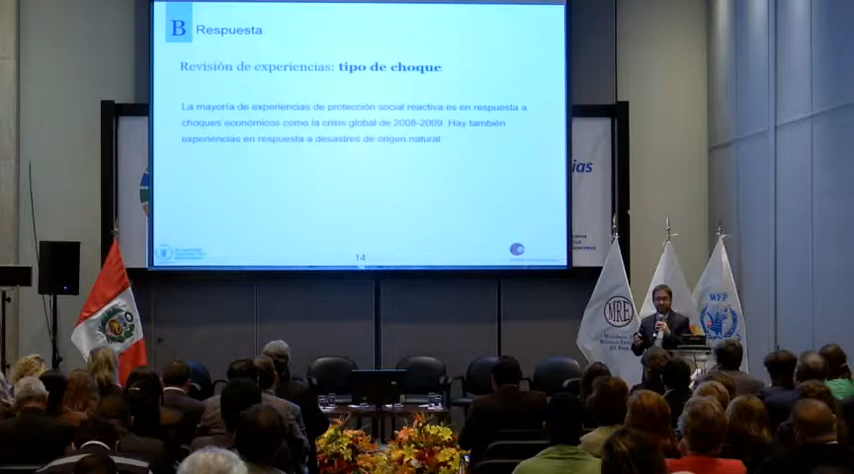 B Respuesta
Revisión de experiencias: tipo de choque
La mayoría de experiencias de protección social reactiva es en respuesta a
choques económicos como la crisis global de 2008-2009. Hay también
experiencias en respuesta a desastres de origen natural
14
ias
MRE
WFP